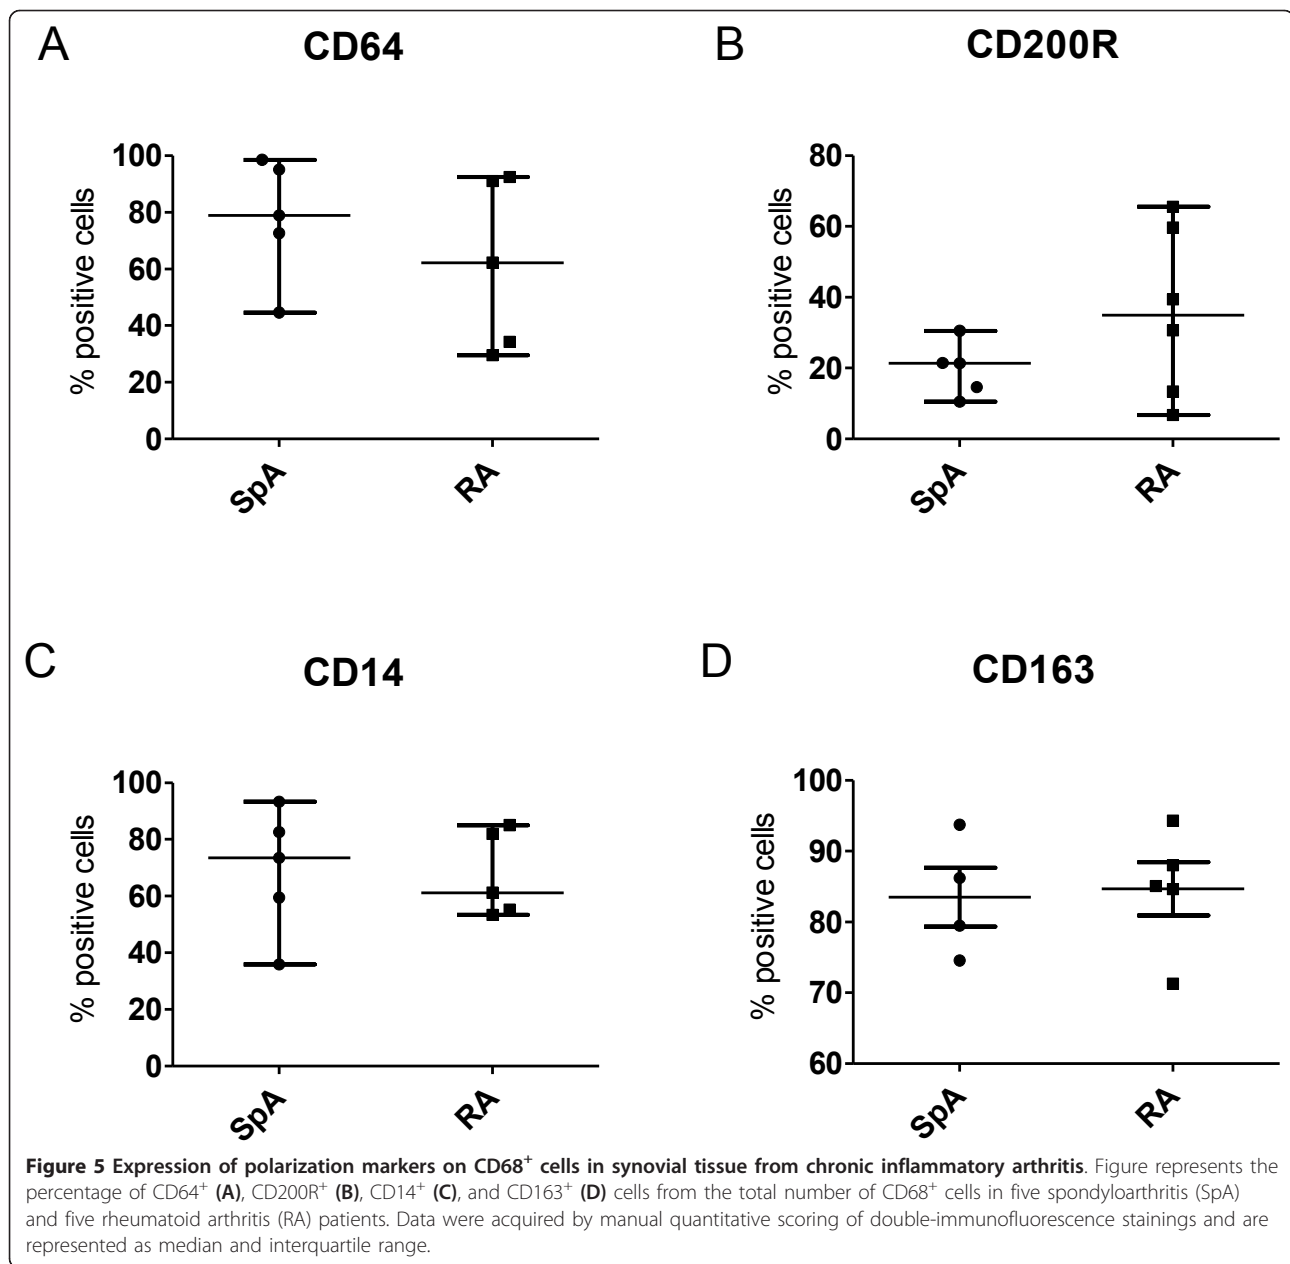 A
CD64
B
CD200R
100
80
60
40
20
0
% positive cells
SpA
RA
80
60
40
20
0
% positive cells
SpA
RA
C
CD14
D
CD163
100
80
60
40
20
0
% positive cells
SpA
RA
100
90
80
70
60
% positive cells
SpA
RA
Figure 5 Expression of polarization markers on CD68⁺ cells in synovial tissue from chronic inflammatory arthritis. Figure represents the
percentage of CD64⁺ (A), CD200R⁺ (B), CD14⁺ (C), and CD163⁺ (D) cells from the total number of CD68⁺ cells in five spondyloarthritis (SpA)
and five rheumatoid arthritis (RA) patients. Data were acquired by manual quantitative scoring of double-immunofluorescence stainings and are
represented as median and interquartile range.